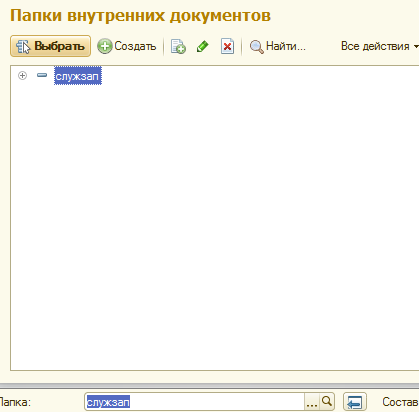 Папки внутренних документов
Выбрать Создать Найти... Все действия
служзап
Папка: служзап ... Состав